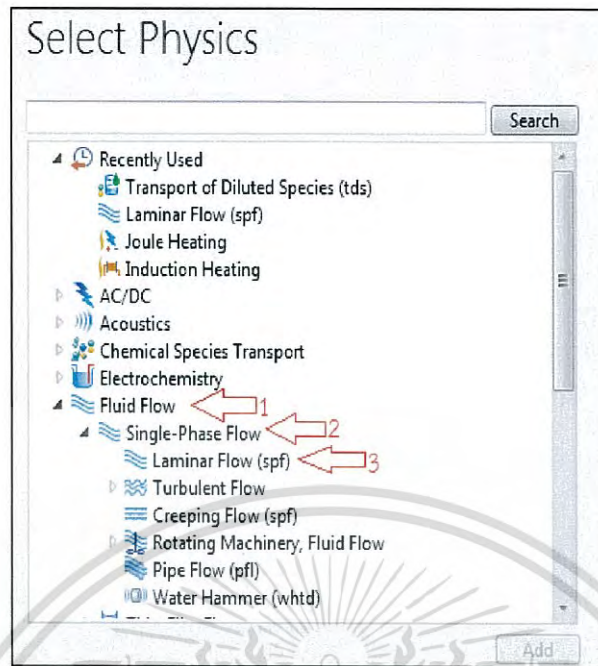 Select Physics
Search
Recently Used
Transport of Diluted Species (tds)
Laminar Flow (spf)
Joule Heating
Induction Heating
AC/DC
Acoustics
Chemical Species Transport
Electrochemistry
Fluid Flow 1
Single-Phase Flow 2
Laminar Flow (spf) 3
Turbulent Flow
Creeping Flow (spf)
Rotating Machinery, Fluid Flow
Pipe Flow (pfl)
Water Hammer (whtd)
Add